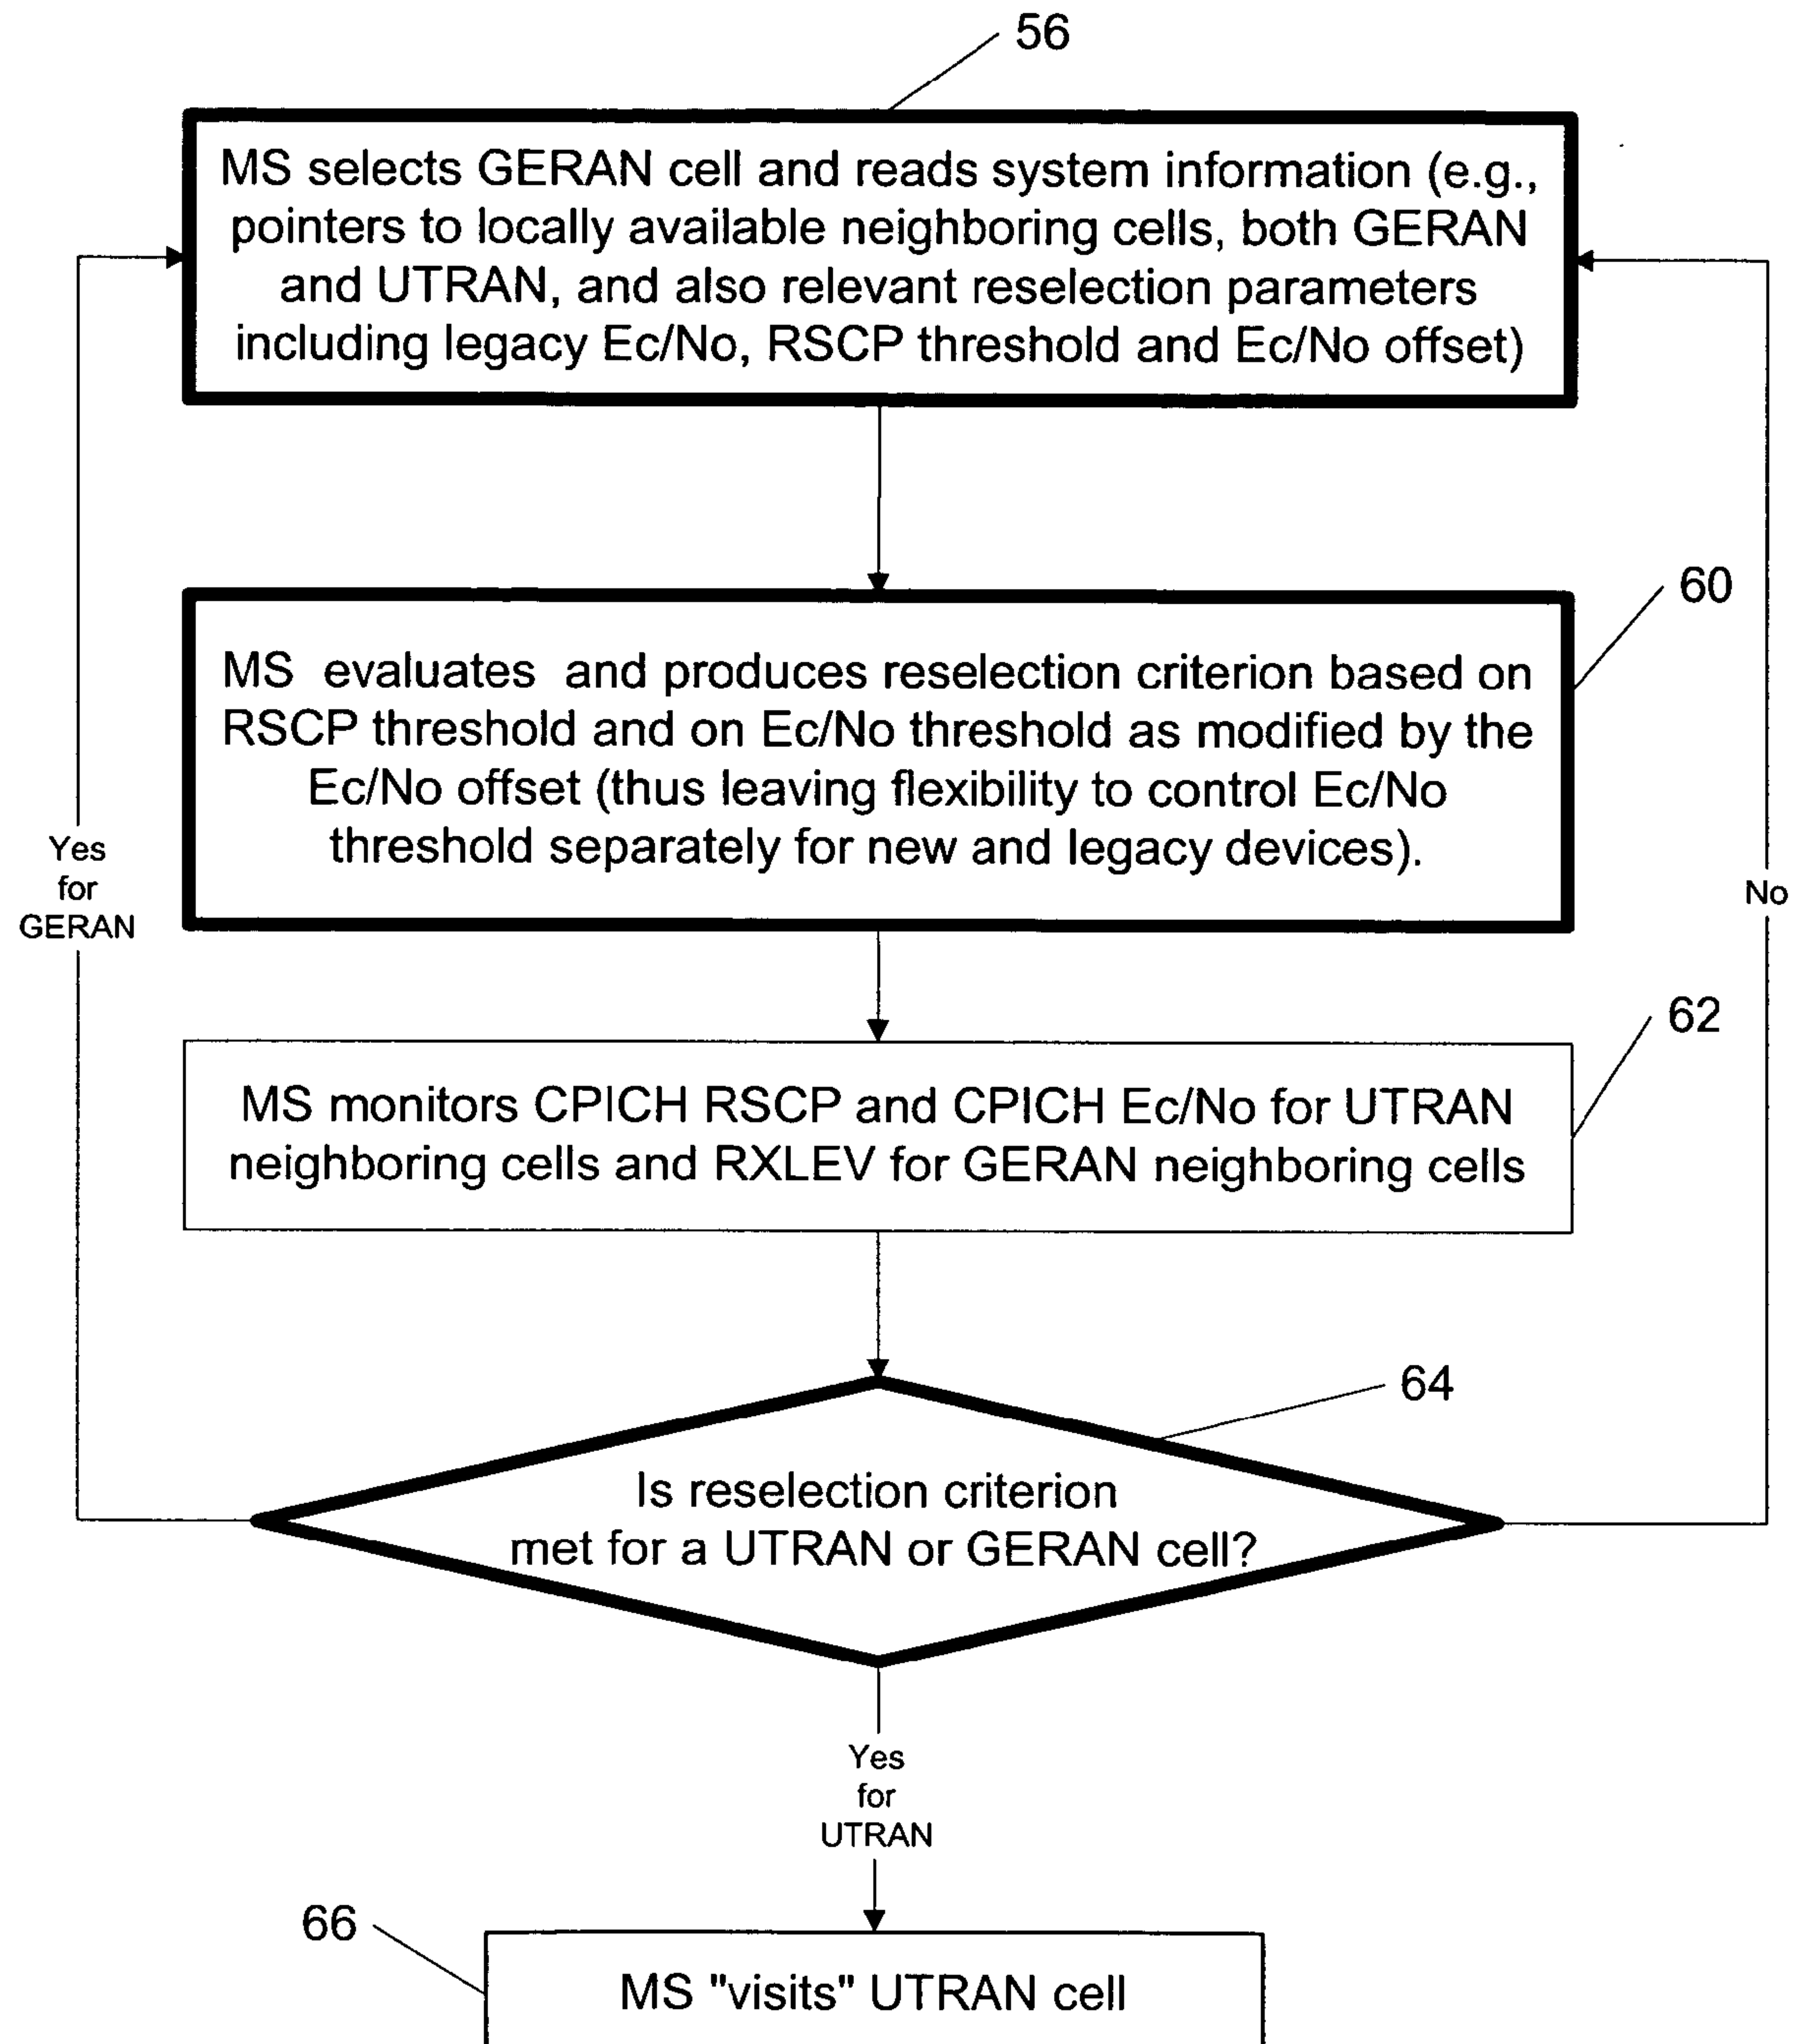 56
MS selects GERAN cell and reads system information (e.g.,
pointers to locally available neighboring cells, both GERAN
and UTRAN, and also relevant reselection parameters
including legacy Ec/No, RSCP threshold and Ec/No offset)
60
MS evaluates and produces reselection criterion based on
RSCP threshold and on Ec/No threshold as modified by the
Ec/No offset (thus leaving flexibility to control Ec/No
threshold separately for new and legacy devices).
Yes
for
GERAN
No
62
MS monitors CPICH RSCP and CPICH Ec/No for UTRAN
neighboring cells and RXLEV for GERAN neighboring cells
64
Is reselection criterion
met for a UTRAN or GERAN cell?
Yes
for
UTRAN
66
MS "visits" UTRAN cell